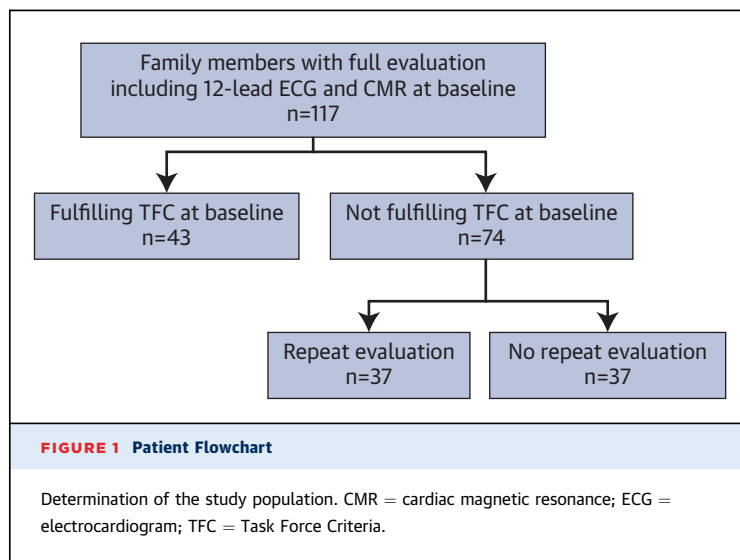 Family members with full evaluation
including 12-lead ECG and CMR at baseline
n=117
Fulfilling TFC at baseline
n=43
Not fulfilling TFC at baseline
n=74
Repeat evaluation
n=37
No repeat evaluation
n=37
FIGURE 1 Patient Flowchart
Determination of the study population. CMR = cardiac magnetic resonance; ECG =
electrocardiogram; TFC = Task Force Criteria.